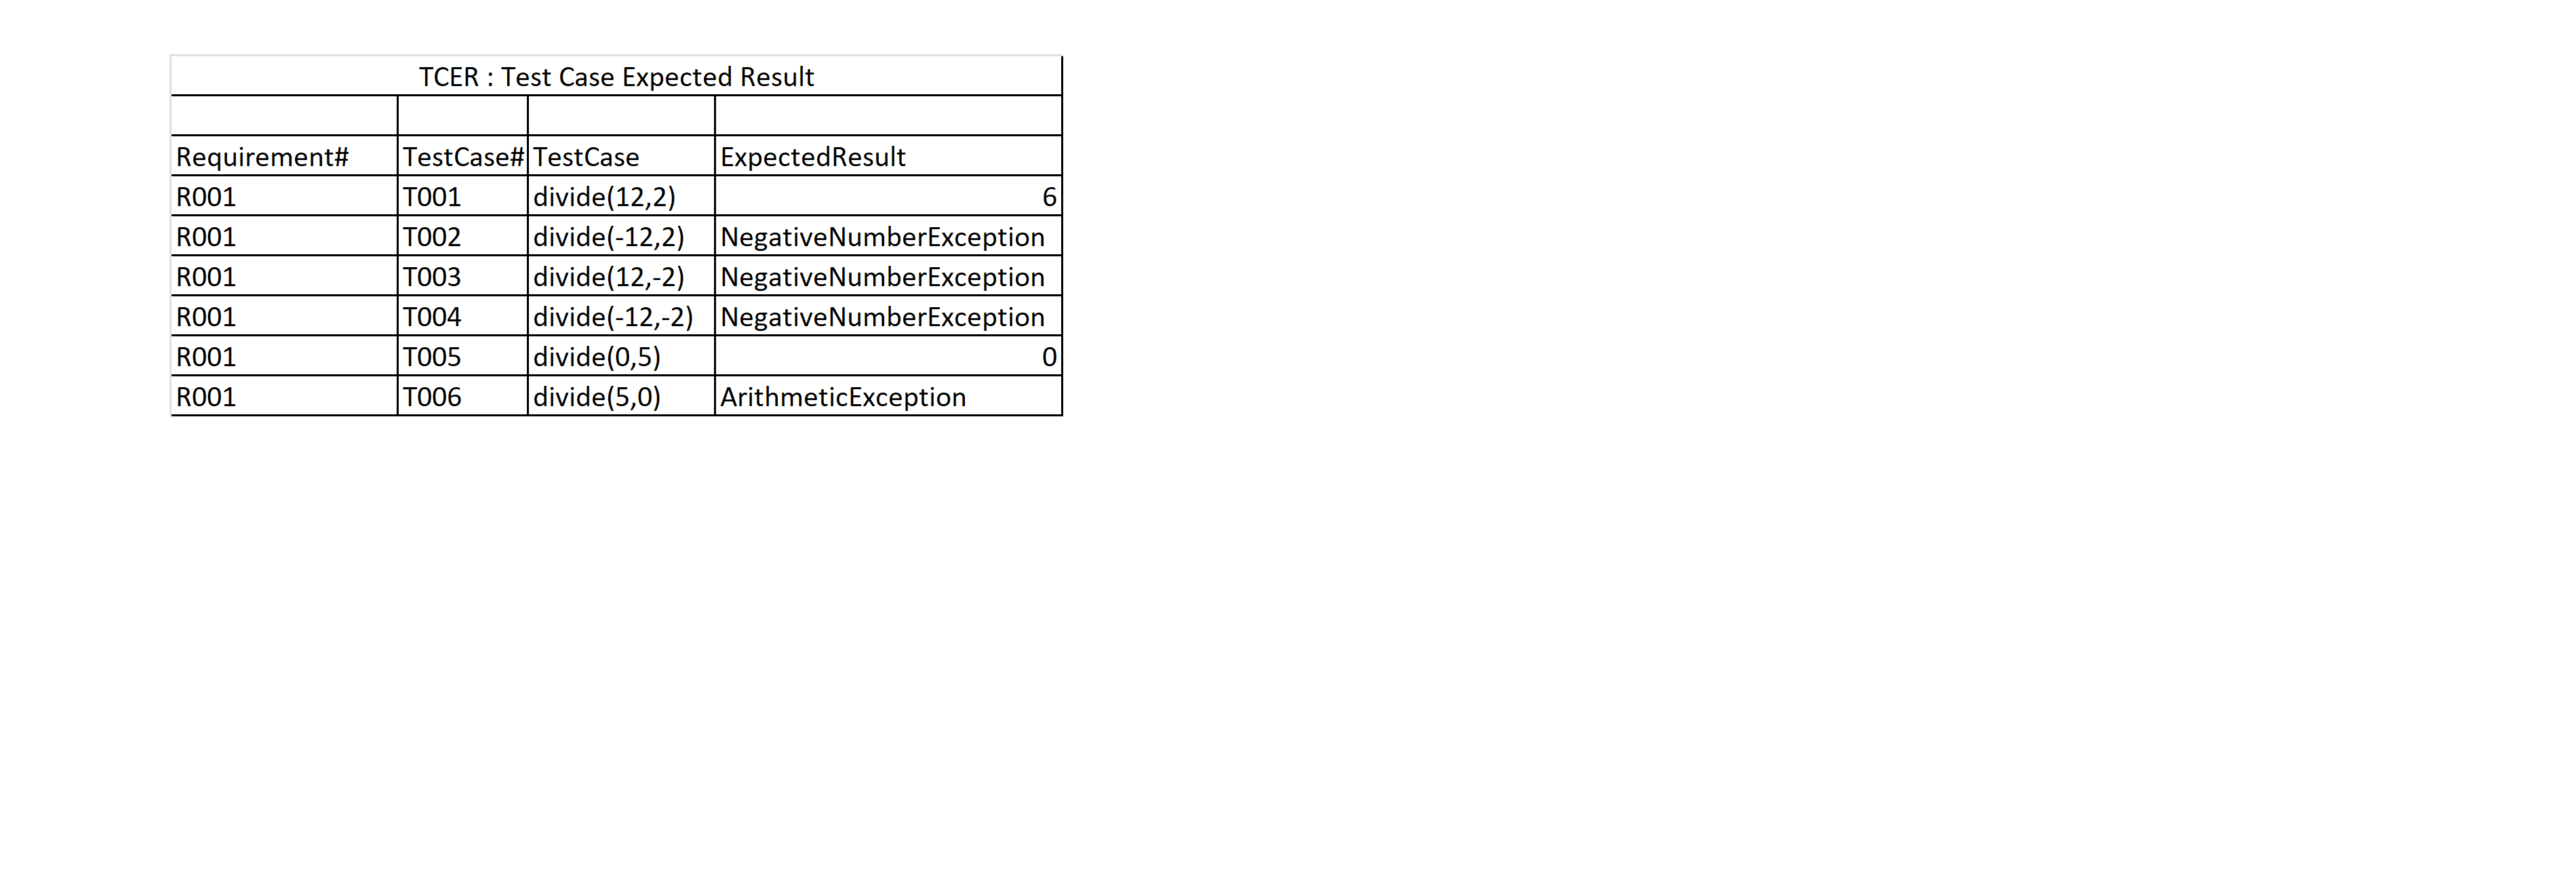 TCER : Test Case Expected Result
Requirement# TestCase# TestCase ExpectedResult
R001 T001 divide(12,2) 6
R001 T002 divide(-12,2) NegativeNumberException
R001 T003 divide(12,-2) NegativeNumberException
R001 T004 divide(-12,-2) NegativeNumberException
R001 T005 divide(0,5) 0
R001 T006 divide(5,0) ArithmeticException